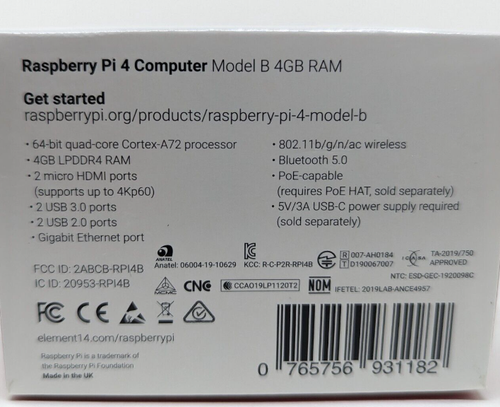 Raspberry Pi 4 Computer Model B 4GB RAM
Get started
raspberrypi.org/products/raspberry-pi-4-model-b
· 64-bit quad-core Cortex-A72 processor
· 4GB LPDDR4 RAM
· 2 micro HDMI ports
(supports up to 4Kp60)
· 2 USB 3.0 ports
· 2 USB 2.0 ports
· Gigabit Ethernet port
· 802.11b/g/n/ac wireless
· Bluetooth 5.0
· PoE-capable
(requires PoE HAT, sold separately)
· 5V/3A USB-C power supply required
(sold separately)
FCC ID: 2ABCB-RPI4B
IC ID: 20953-RPI4B
ANATEL
Anatel: 06004-19-10629
KCC: R-C-P2R-RPI4B
R 007-AH0184
T D190067007
TA-2019/750
APPROVED
NTC: ESD-GEC-1920098C
CNC
CCAO19LP1120T2
NOM
IFETEL: 2019LAB-ANCE4957
FC CE
element14.com/raspberrypi
Raspberry Pi is a trademark of
the Raspberry Pi Foundation
Made in the UK
0 765756 931182